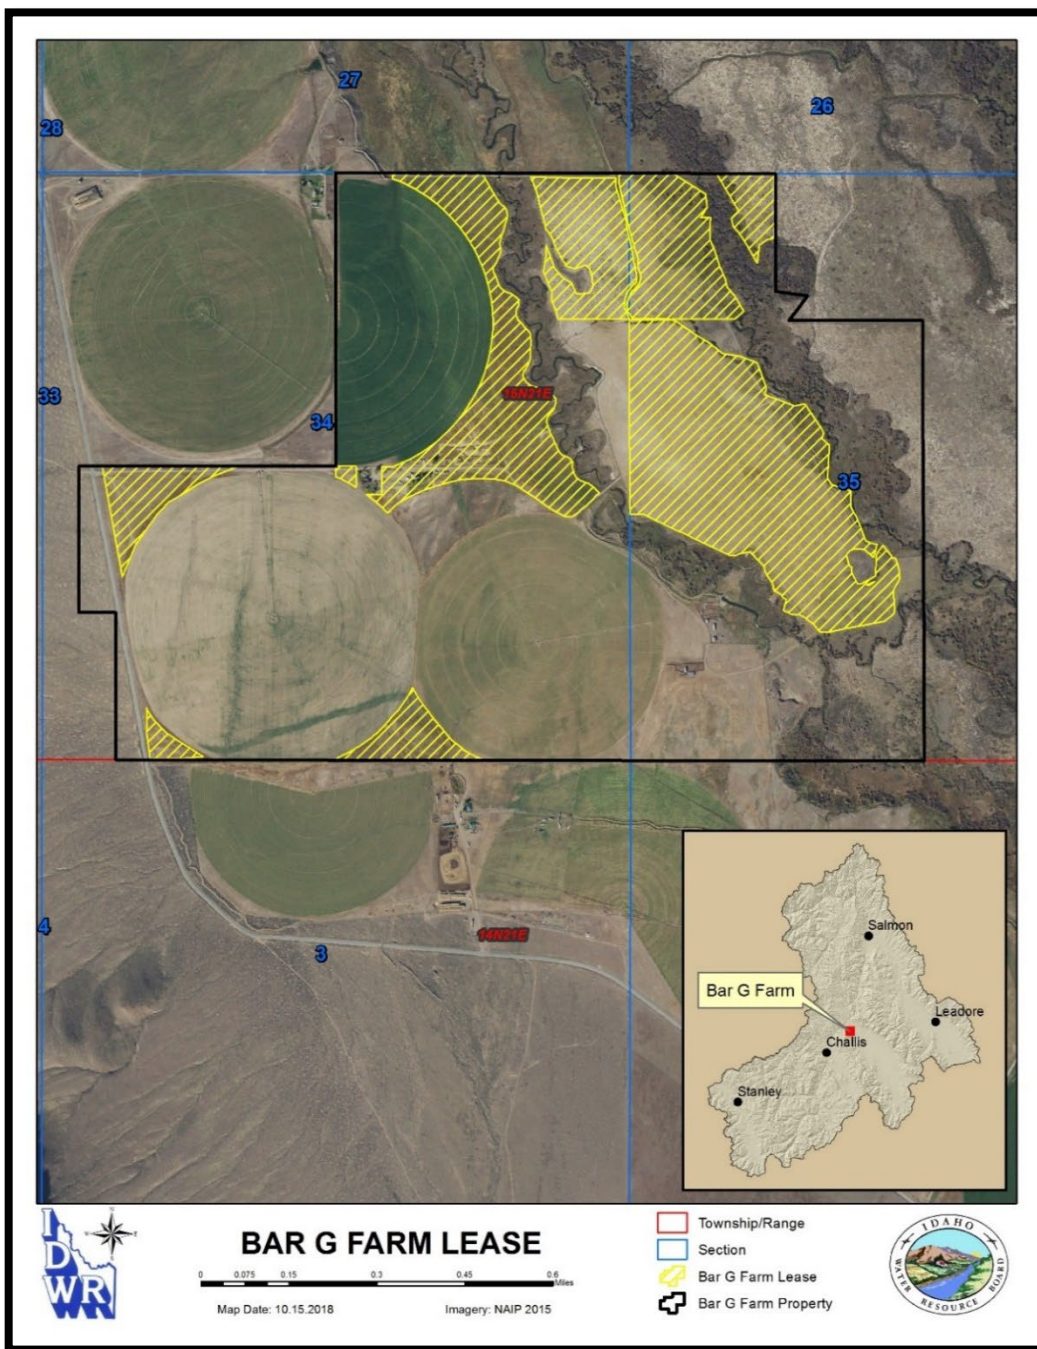 27
26
28
33
34
35
4
3
14N21E
Salmon
Bar G Farm
Leadore
Challis
Stanley
IDWR
N
W
E
S
BAR G FARM LEASE
0 0.075 0.15 0.3 0.45 0.6
Miles
Map Date: 10.15.2018 Imagery: NAIP 2015
Township/Range
Section
Bar G Farm Lease
Bar G Farm Property
IDAHO
WATER RESOURCE BOARD